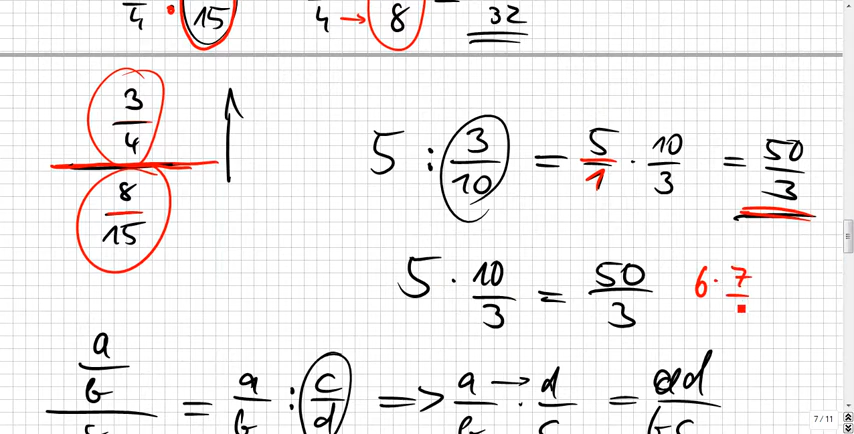 4 · 15 4 → 8 32
3/4
8/15
5 : 3/10 = 5/1 · 10/3 = 50/3
5 · 10/3 = 50/3 6 · 7
a/b = a/b : c/d => a/b → · d/c = ad/bc
7 / 11